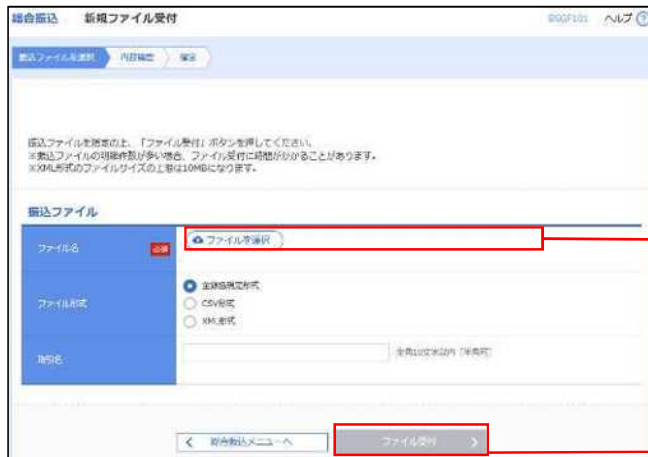 総合振込 新規ファイル受付 BSGF101 ヘルプ ?
振込ファイルを選択 内容確認 確定
振込ファイルを指定の上、「ファイル受付」ボタンを押してください。
※振込ファイルの明細件数が多い場合、ファイル受付に時間がかかることがあります。
※XML形式のファイルサイズの上限は10MBになります。
振込ファイル
ファイル名 必須 ファイルを選択
ファイル形式
全銀協規定形式
CSV形式
XML形式
取引名 全角10文字以内 [半角可]
総合振込メニューへ ファイル受付